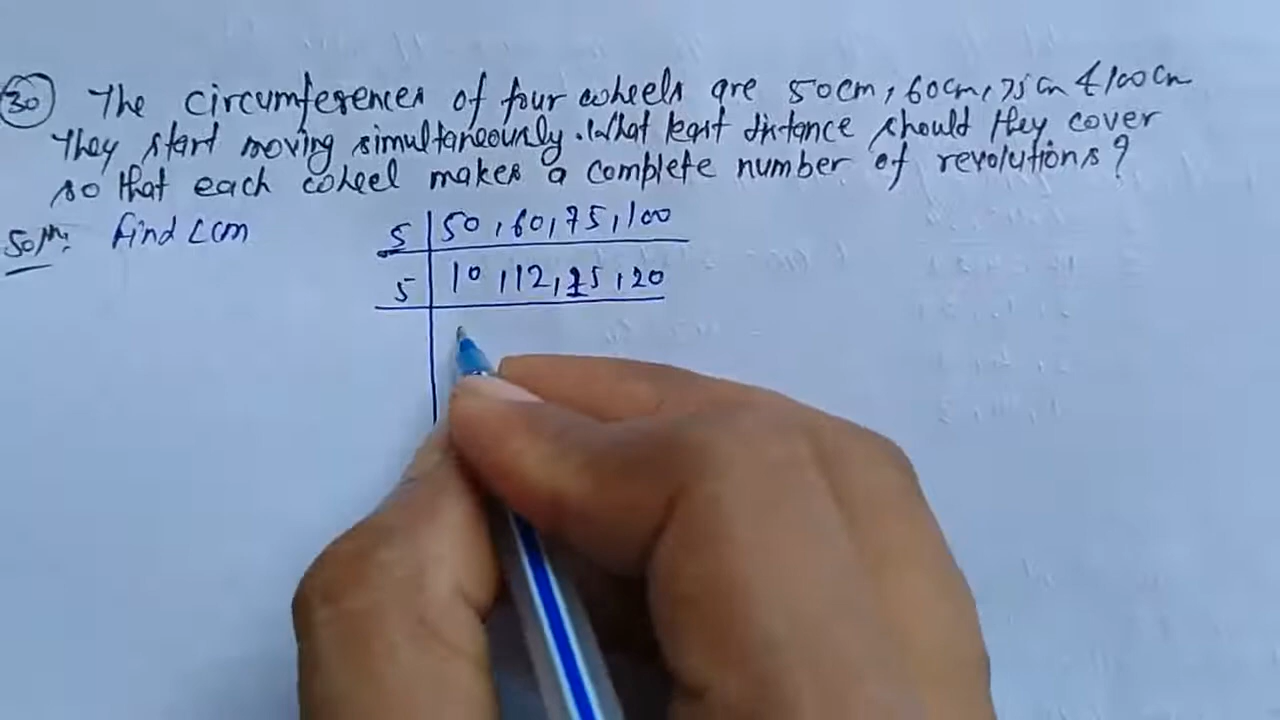 30 The circumferences of four wheels are 50cm, 60cm, 75cm & 100cm
They start moving simultaneously. What least distance should they cover
so that each wheel makes a complete number of revolutions?
Soln: find LCM
5 | 50, 60, 75, 100
5 | 10, 12, 15, 20